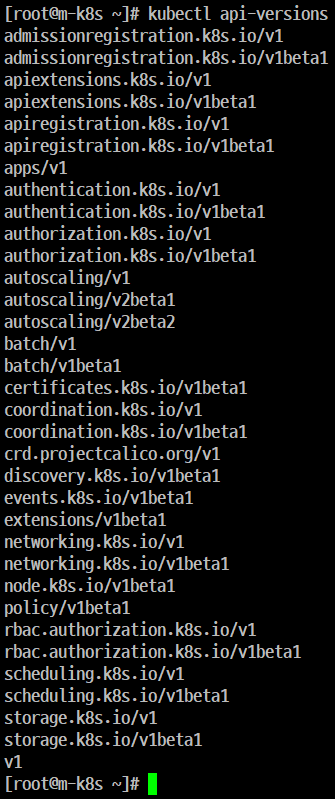 [root@m-k8s ~]# kubectl api-versions
admissionregistration.k8s.io/v1
admissionregistration.k8s.io/v1beta1
apiextensions.k8s.io/v1
apiextensions.k8s.io/v1beta1
apiregistration.k8s.io/v1
apiregistration.k8s.io/v1beta1
apps/v1
authentication.k8s.io/v1
authentication.k8s.io/v1beta1
authorization.k8s.io/v1
authorization.k8s.io/v1beta1
autoscaling/v1
autoscaling/v2beta1
autoscaling/v2beta2
batch/v1
batch/v1beta1
certificates.k8s.io/v1beta1
coordination.k8s.io/v1
coordination.k8s.io/v1beta1
crd.projectcalico.org/v1
discovery.k8s.io/v1beta1
events.k8s.io/v1beta1
extensions/v1beta1
networking.k8s.io/v1
networking.k8s.io/v1beta1
node.k8s.io/v1beta1
policy/v1beta1
rbac.authorization.k8s.io/v1
rbac.authorization.k8s.io/v1beta1
scheduling.k8s.io/v1
scheduling.k8s.io/v1beta1
storage.k8s.io/v1
storage.k8s.io/v1beta1
v1
[root@m-k8s ~]#